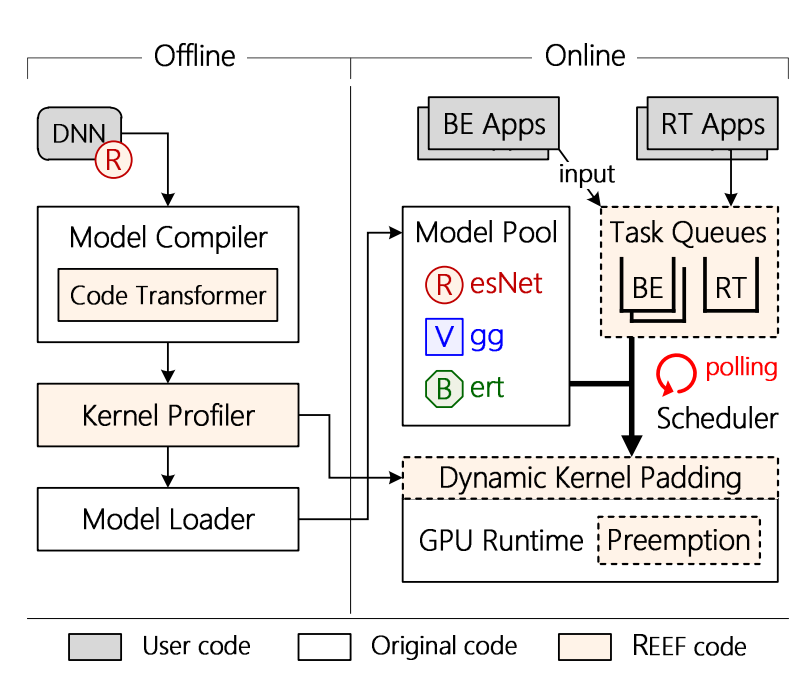 Offline
Online
DNN
R
BE Apps
RT Apps
input
Model Compiler
Code Transformer
Model Pool
R esNet
V gg
B ert
Task Queues
BE
RT
polling
Scheduler
Kernel Profiler
Model Loader
Dynamic Kernel Padding
GPU Runtime
Preemption
User code
Original code
REEF code